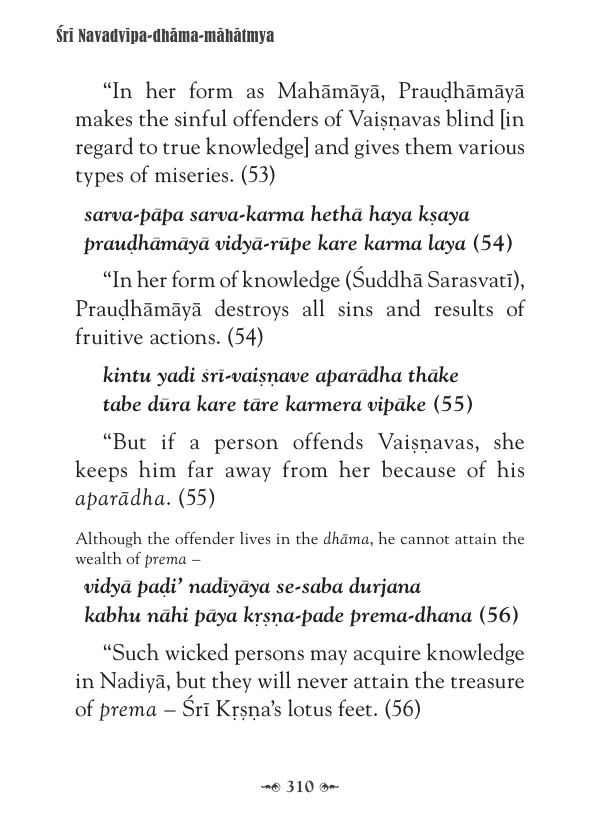 Śrī Navadvīpa-dhāma-māhātmya
“In her form as Mahāmāyā, Prauḍhāmāyā
makes the sinful offenders of Vaiṣṇavas blind [in
regard to true knowledge] and gives them various
types of miseries. (53)
sarva-pāpa sarva-karma hethā haya kṣaya
prauḍhāmāyā vidyā-rūpe kare karma laya (54)
“In her form of knowledge (Śuddhā Sarasvatī),
Prauḍhāmāyā destroys all sins and results of
fruitive actions. (54)
kintu yadi śrī-vaiṣṇave aparādha thāke
tabe dūra kare tāre karmera vipāke (55)
“But if a person offends Vaiṣṇavas, she
keeps him far away from her because of his
aparādha. (55)
Although the offender lives in the dhāma, he cannot attain the
wealth of prema –
vidyā paḍi’ nadīyāya se-saba durjana
kabhu nāhi pāya kṛṣṇa-pade prema-dhana (56)
“Such wicked persons may acquire knowledge
in Nadiyā, but they will never attain the treasure
of prema – Śrī Kṛṣṇa’s lotus feet. (56)
310